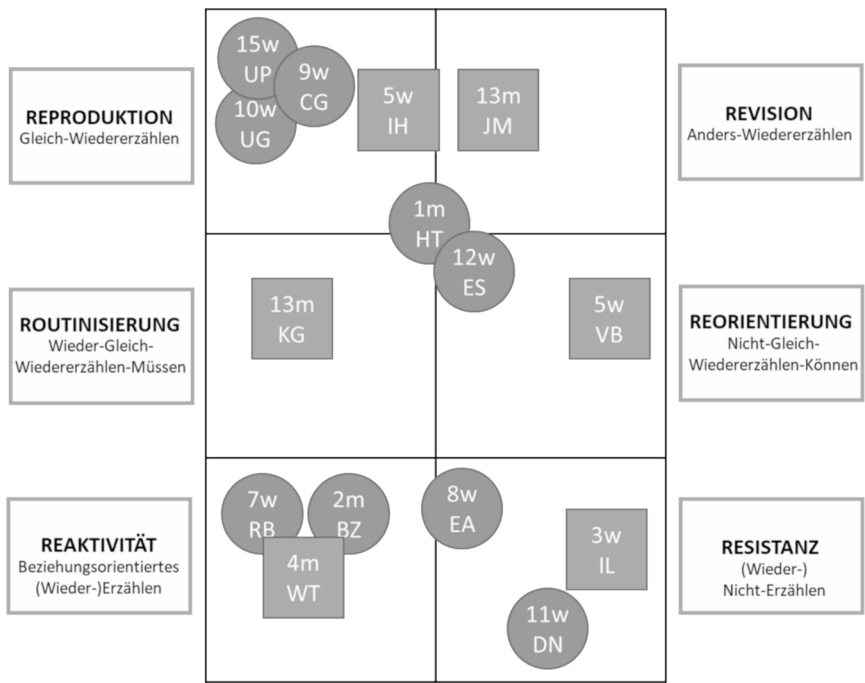 15w
UP
9w
CG
10w
UG
5w
IH
13m
JM
REPRODUKTION
Gleich-Wiedererzählen
REVISION
Anders-Wiedererzählen
1m
HT
12w
ES
13m
KG
5w
VB
ROUTINISIERUNG
Wieder-Gleich-
Wiedererzählen-Müssen
REORIENTIERUNG
Nicht-Gleich-
Wiedererzählen-Können
7w
RB
2m
BZ
8w
EA
4m
WT
3w
IL
11w
DN
REAKTIVITÄT
Beziehungsorientiertes
(Wieder-)Erzählen
RESISTANZ
(Wieder-)
Nicht-Erzählen